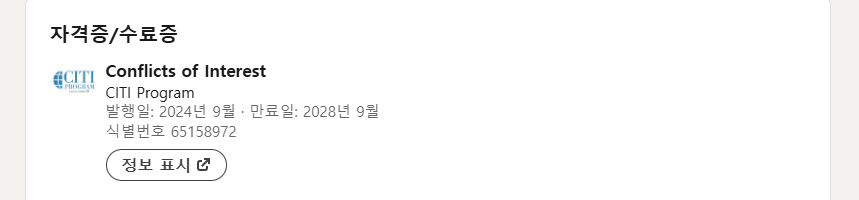 자격증/수료증
CITI
PROGRAM
Conflicts of Interest
CITI Program
발행일: 2024년 9월 · 만료일: 2028년 9월
식별번호 65158972
정보 표시